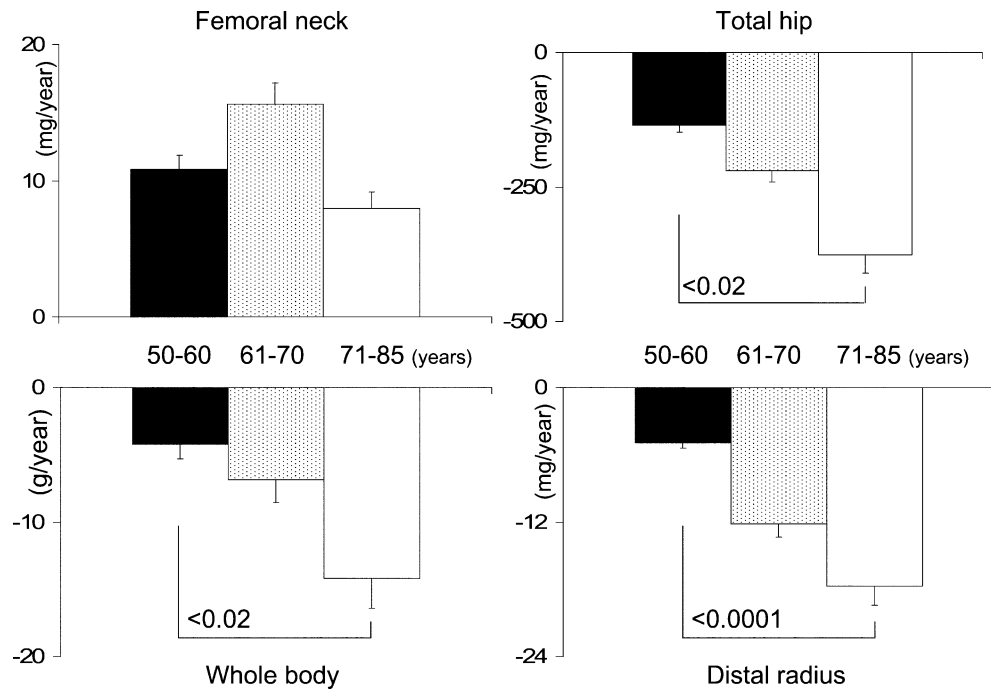 Femoral neck
Total hip
20
10
0
(mg/year)
0
-250
-500
(mg/year)
<0.02
50-60 61-70 71-85 (years)
50-60 61-70 71-85 (years)
0
-10
-20
(g/year)
<0.02
0
-12
-24
(mg/year)
<0.0001
Whole body
Distal radius